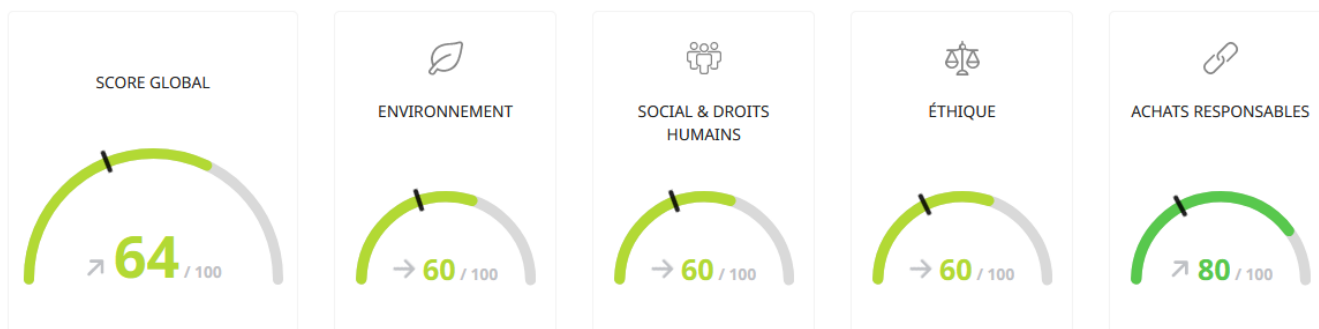 SCORE GLOBAL
64 / 100
ENVIRONNEMENT
60 / 100
SOCIAL & DROITS
HUMAINS
60 / 100
ÉTHIQUE
60 / 100
ACHATS RESPONSABLES
80 / 100